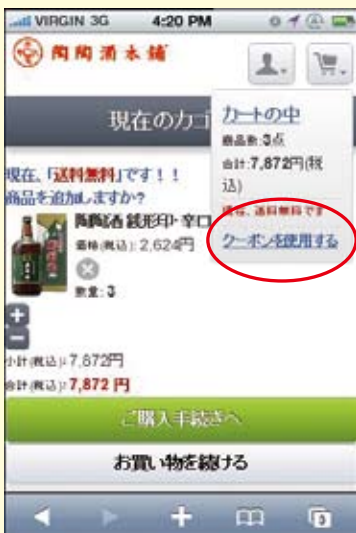 VIRGIN 3G 4:20 PM
陶陶酒本舗
現在のカゴ
カートの中
商品数:3点
合計:7,872円(税
込)
現在、送料無料です
クーポンを使用する
現在、「送料無料」です！！
商品を追加しますか?
陶陶酒 銭形印・辛口
価格(税込):2,624円
数量:3
小計(税込):7,872円
合計(税込):7,872 円
ご購入手続きへ
お買い物を続ける
3